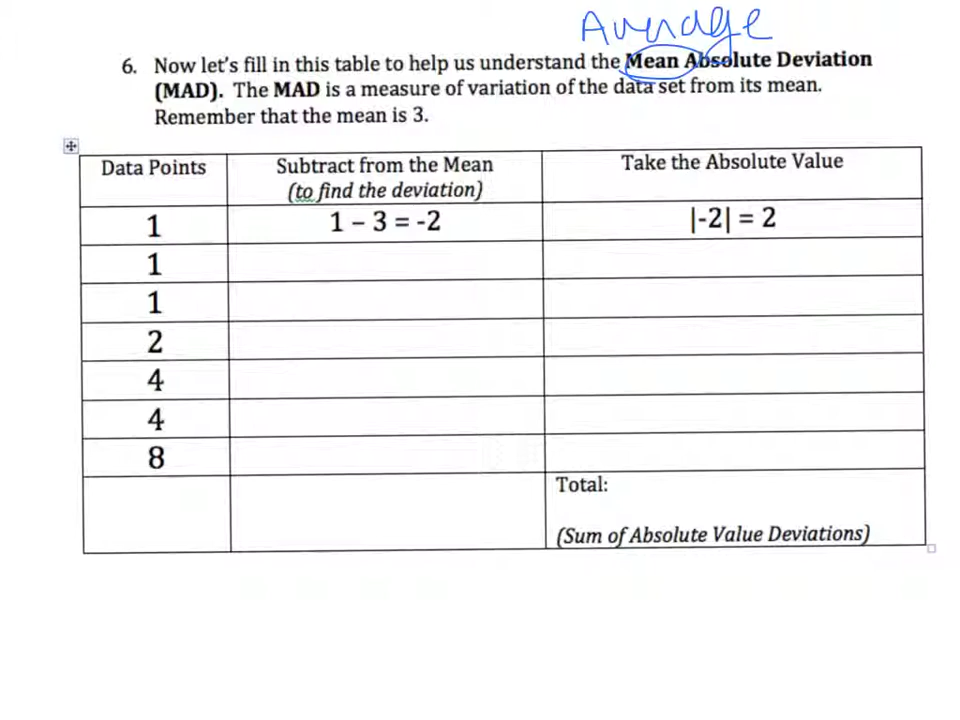 Average
6. Now let's fill in this table to help us understand the Mean Absolute Deviation
(MAD). The MAD is a measure of variation of the data set from its mean.
Remember that the mean is 3.
Data Points Subtract from the Mean Take the Absolute Value
(to find the deviation)
1 1 – 3 = -2 |-2| = 2
1
1
2
4
4
8
Total:
(Sum of Absolute Value Deviations)